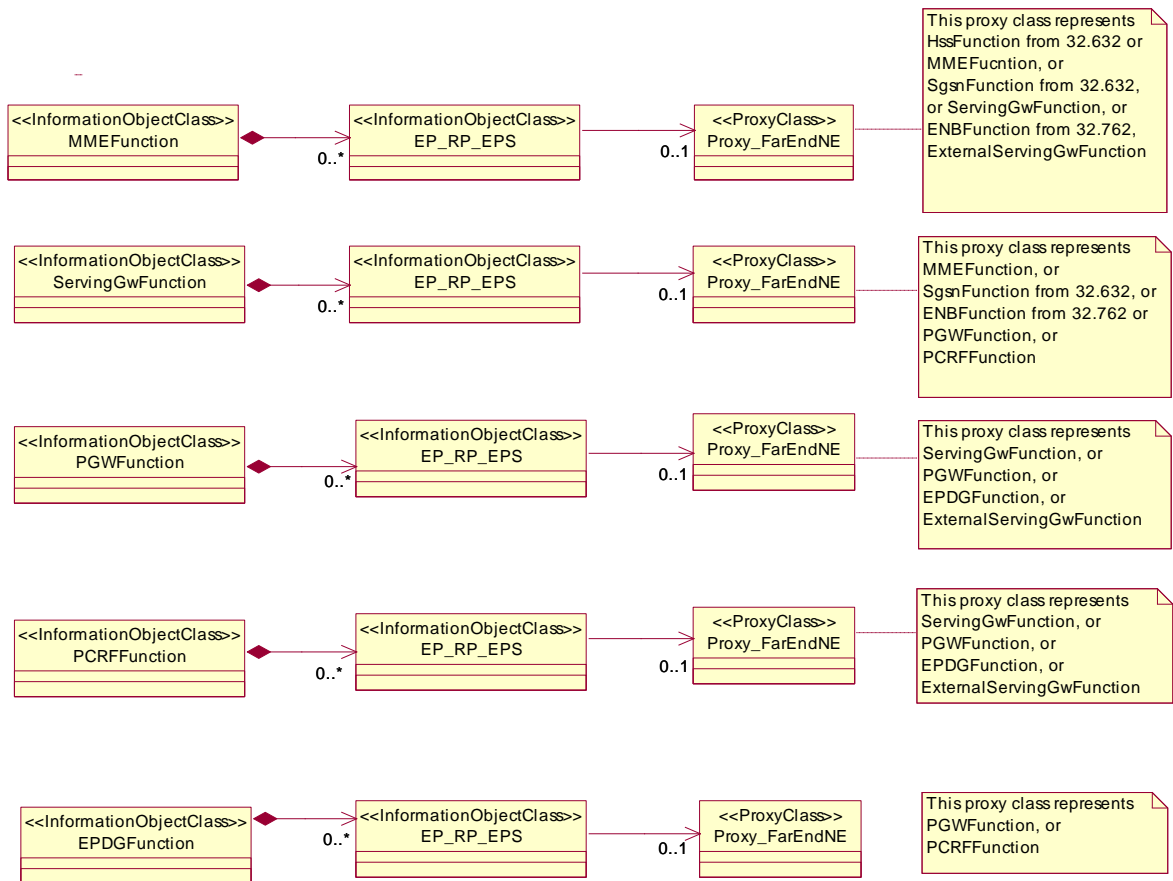 This proxy class represents
HssFunction from 32.632 or
MMEFucntion, or
SgsnFunction from 32.632,
or ServingGwFunction, or
ENBFunction from 32.762,
ExternalServingGwFunction
<<InformationObjectClass>>
MMEFunction
0..*
<<InformationObjectClass>>
EP_RP_EPS
0..1
<<ProxyClass>>
Proxy_FarEndNE
<<InformationObjectClass>>
ServingGwFunction
0..*
<<InformationObjectClass>>
EP_RP_EPS
0..1
<<ProxyClass>>
Proxy_FarEndNE
This proxy class represents
MMEFunction, or
SgsnFunction from 32.632, or
ENBFunction from 32.762 or
PGWFunction, or
PCRFFunction
<<InformationObjectClass>>
PGWFunction
0..*
<<InformationObjectClass>>
EP_RP_EPS
0..1
<<ProxyClass>>
Proxy_FarEndNE
This proxy class represents
ServingGwFunction, or
PGWFunction, or
EPDGFunction, or
ExternalServingGwFunction
<<InformationObjectClass>>
PCRFFunction
0..*
<<InformationObjectClass>>
EP_RP_EPS
0..1
<<ProxyClass>>
Proxy_FarEndNE
This proxy class represents
ServingGwFunction, or
PGWFunction, or
EPDGFunction, or
ExternalServingGwFunction
<<InformationObjectClass>>
EPDGFunction
0..*
<<InformationObjectClass>>
EP_RP_EPS
0..1
<<ProxyClass>>
Proxy_FarEndNE
This proxy class represents
PGWFunction, or
PCRFFunction